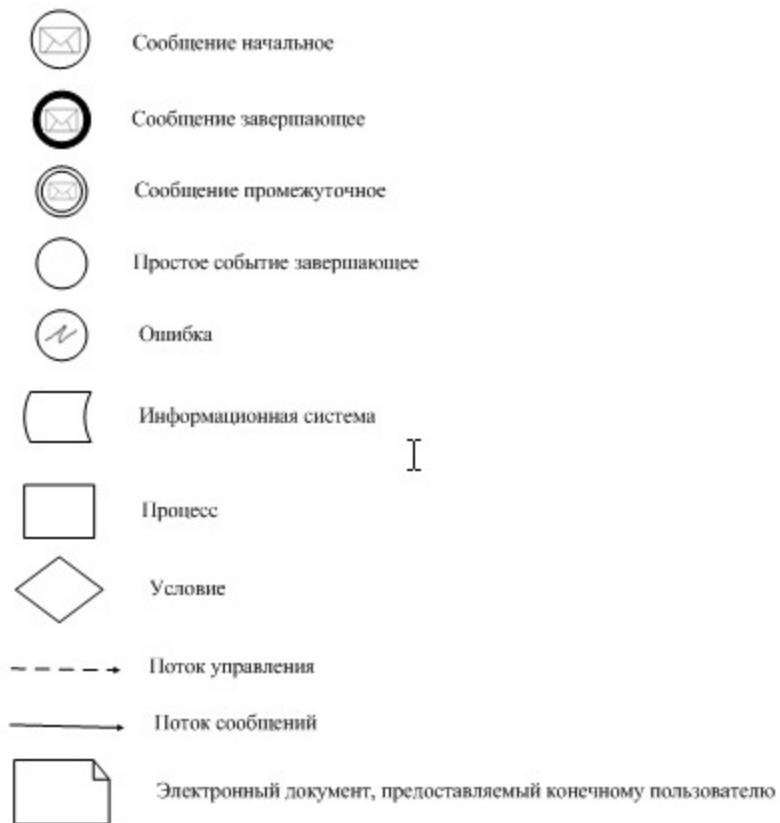 Сообщение начальное
Сообщение завершающее
Сообщение промежуточное
Простое событие завершающее
Ошибка
Информационная система
Процесс
Условие
Поток управления
Поток сообщений
Электронный документ, предоставляемый конечному пользователю